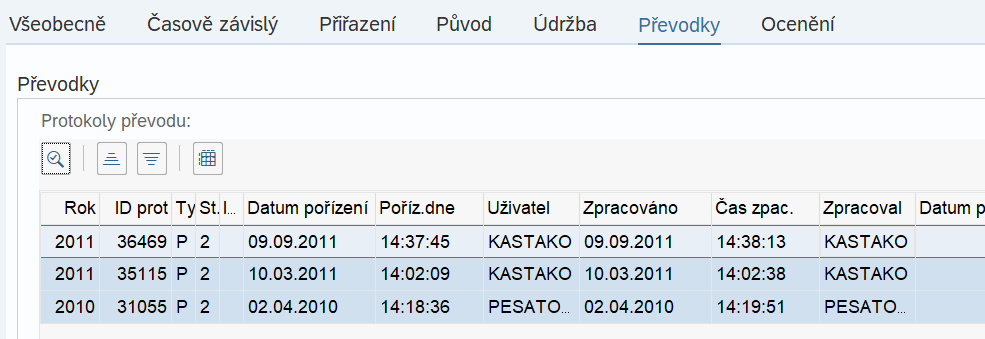 Všeobecně Časově závislý Přiřazení Původ Údržba Převodky Ocenění
Převodky
Protokoly převodu:
Rok ID prot Ty St. I... Datum pořízení Poříz.dne Uživatel Zpracováno Čas zpac. Zpracoval Datum p
2011 36469 P 2 09.09.2011 14:37:45 KASTAKO 09.09.2011 14:38:13 KASTAKO
2011 35115 P 2 10.03.2011 14:02:09 KASTAKO 10.03.2011 14:02:38 KASTAKO
2010 31055 P 2 02.04.2010 14:18:36 PESATO... 02.04.2010 14:19:51 PESATO...